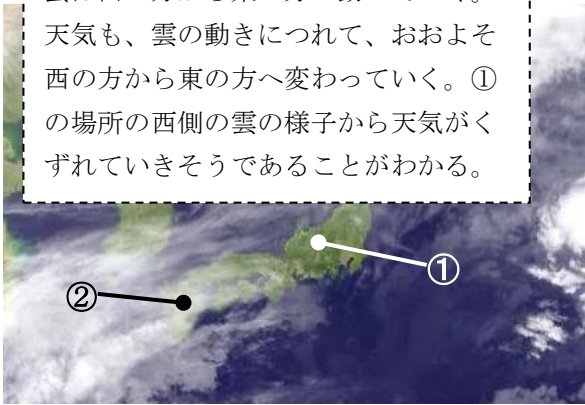 天気も、雲の動きにつれて、おおよそ
西の方から東の方へ変わっていく。①
の場所の西側の雲の様子から天気がく
ずれていきそうであることがわかる。
①
②